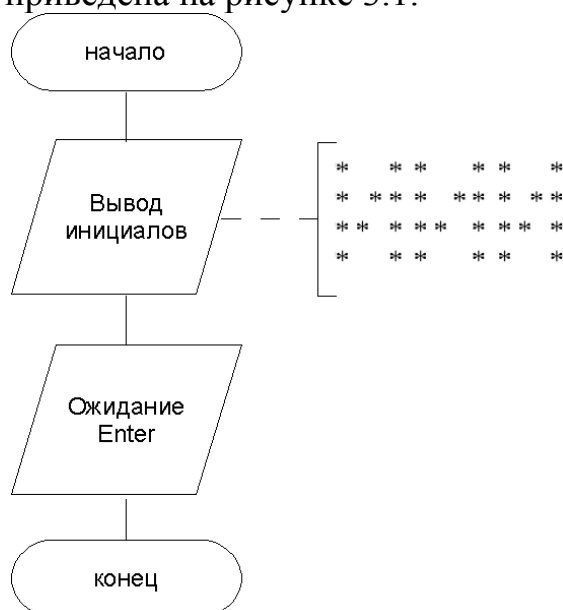 приведена на рисунке 3.1.
начало
Вывод
инициалов
*   * *   * *   *
* * * *  * * *  * *
* * * * * * * * *
*   * *   * *   *
Ожидание
Enter
конец